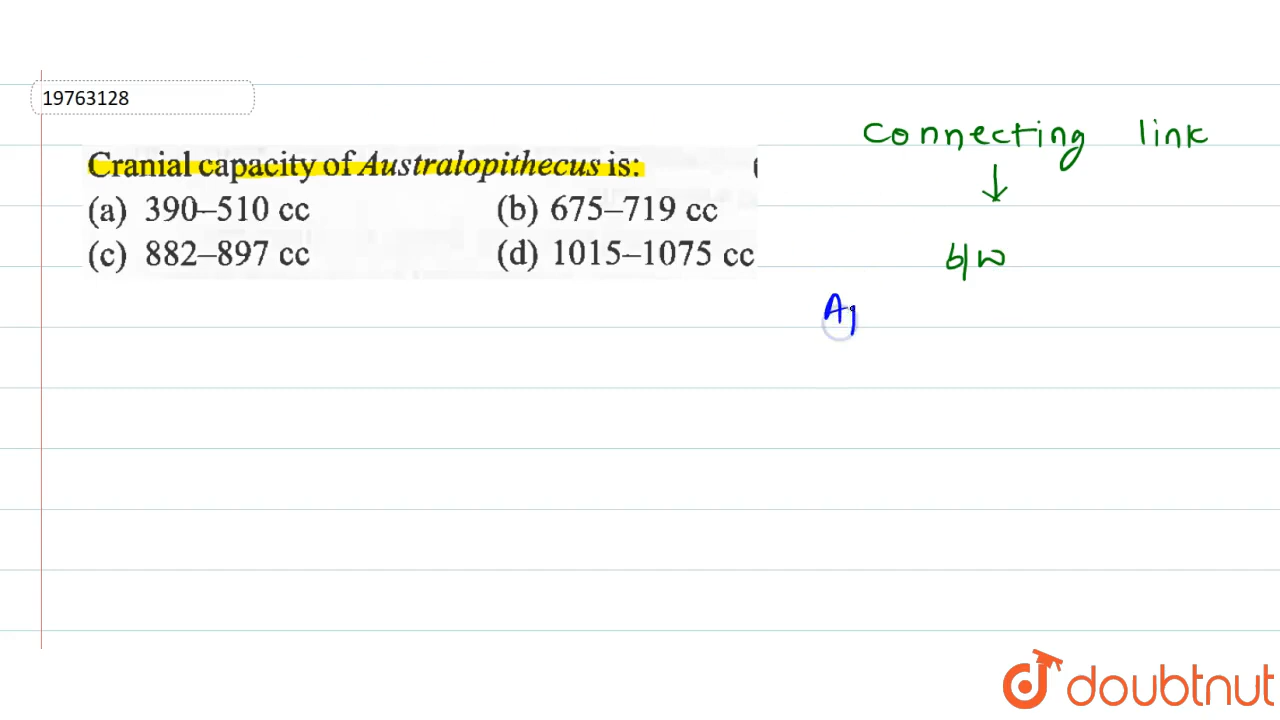 19763128
Connecting link
Cranial capacity of Australopithecus is:
(a) 390–510 cc (b) 675–719 cc
(c) 882–897 cc (d) 1015–1075 cc
b/w
doubtnut